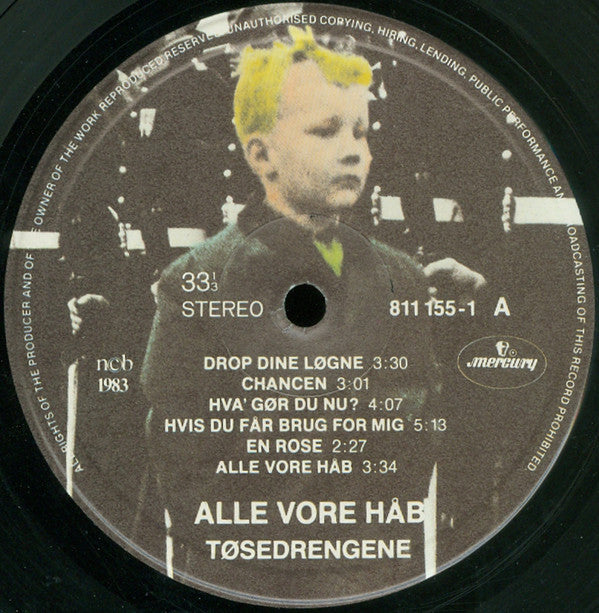 ALL RIGHTS OF THE PRODUCER AND OF THE OWNER OF THE WORK REPRODUCED RESERVED. UNAUTHORISED COPYING, HIRING, LENDING, PUBLIC PERFORMANCE AND BROADCASTING OF THIS RECORD PROHIBITED
33 1/3
STEREO
811 155-1 A
ncb
1983
mercury
DROP DINE LØGNE 3:30
CHANCEN 3:01
HVA' GØR DU NU? 4:07
HVIS DU FÅR BRUG FOR MIG 5:13
EN ROSE 2:27
ALLE VORE HÅB 3:34
ALLE VORE HÅB
TØSEDRENGENE